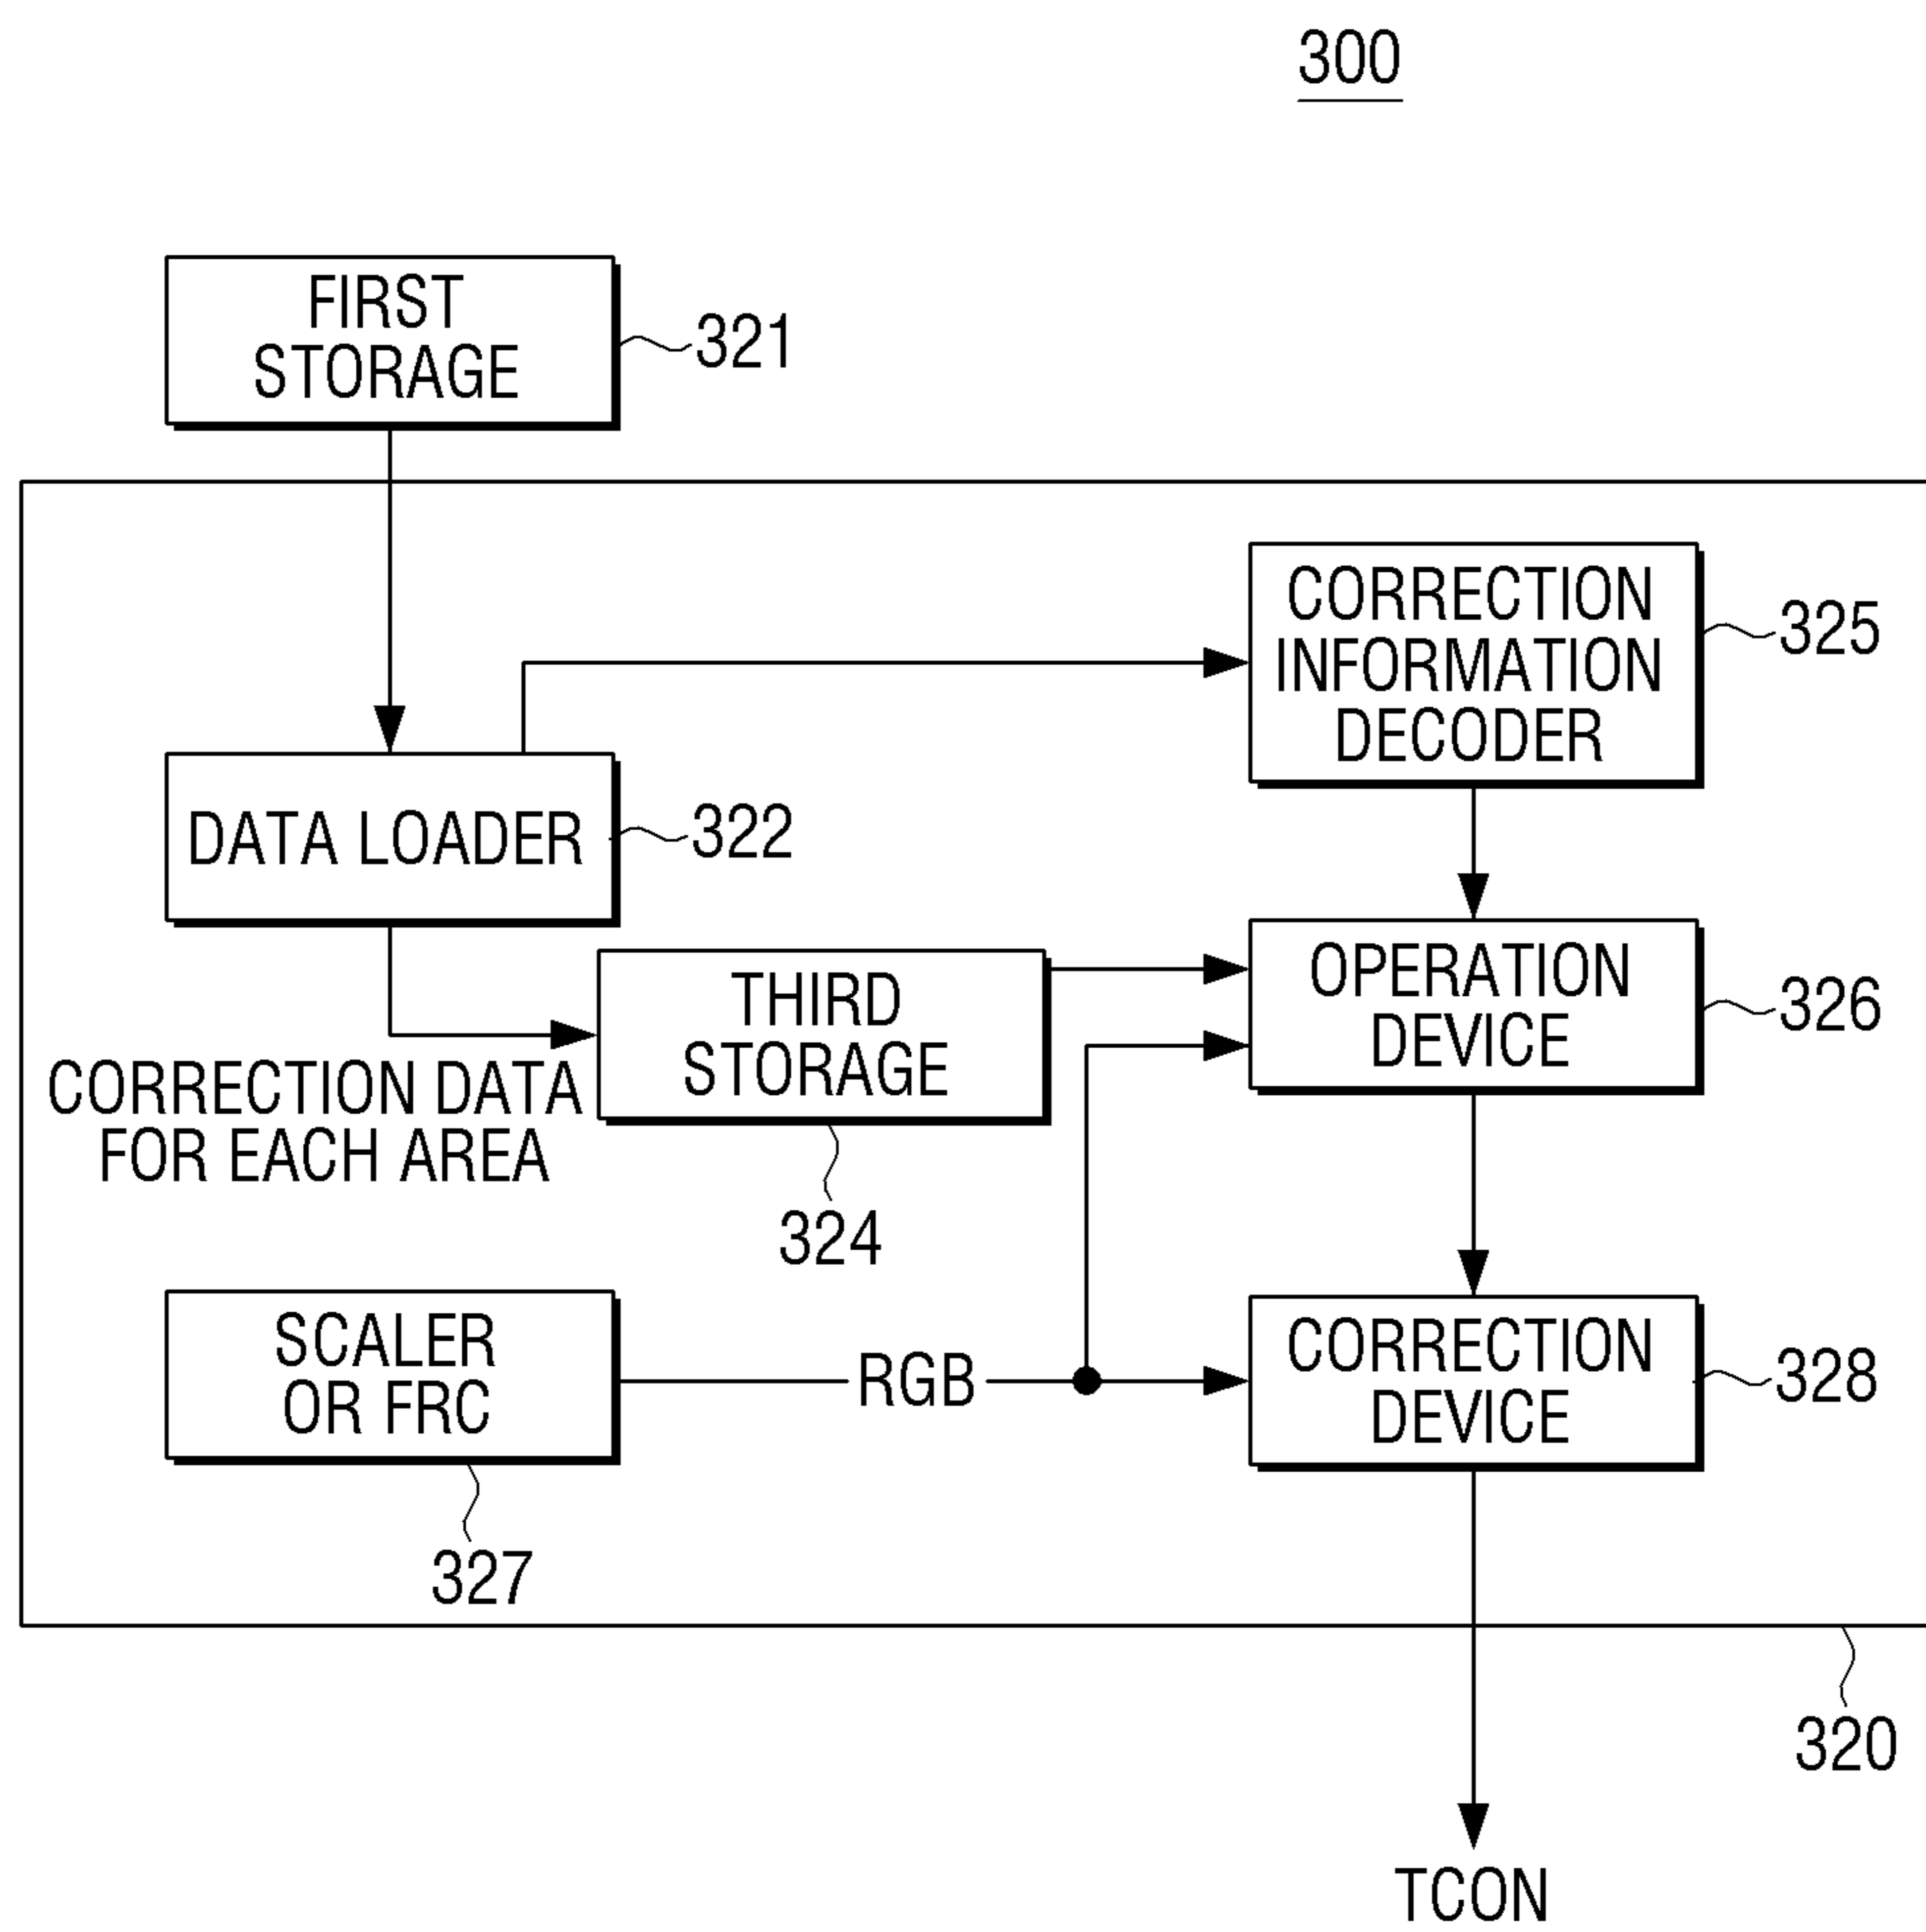 300
FIRST
STORAGE
321
CORRECTION
INFORMATION
DECODER
325
DATA LOADER
322
OPERATION
DEVICE
326
THIRD
STORAGE
324
CORRECTION DATA
FOR EACH AREA
SCALER
OR FRC
327
RGB
CORRECTION
DEVICE
328
320
TCON